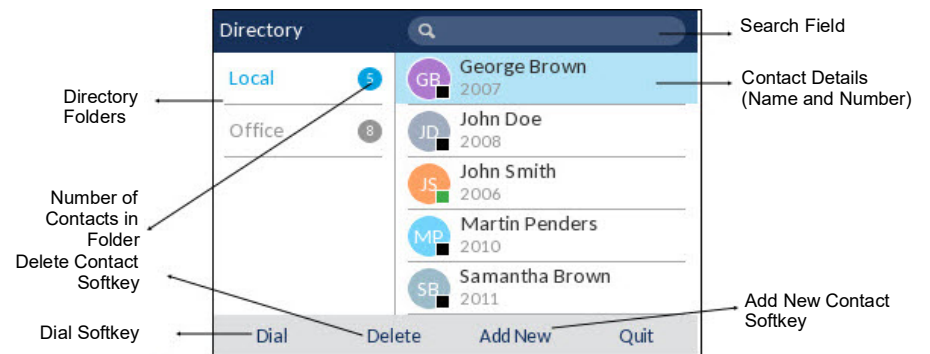 Directory
Local
5
Office
8
GB
George Brown
2007
JD
John Doe
2008
JS
John Smith
2006
MP
Martin Penders
2010
SB
Samantha Brown
2011
Dial
Delete
Add New
Quit
Directory
Folders
Number of
Contacts in
Folder
Delete Contact
Softkey
Dial Softkey
Search Field
Contact Details
(Name and Number)
Add New Contact
Softkey